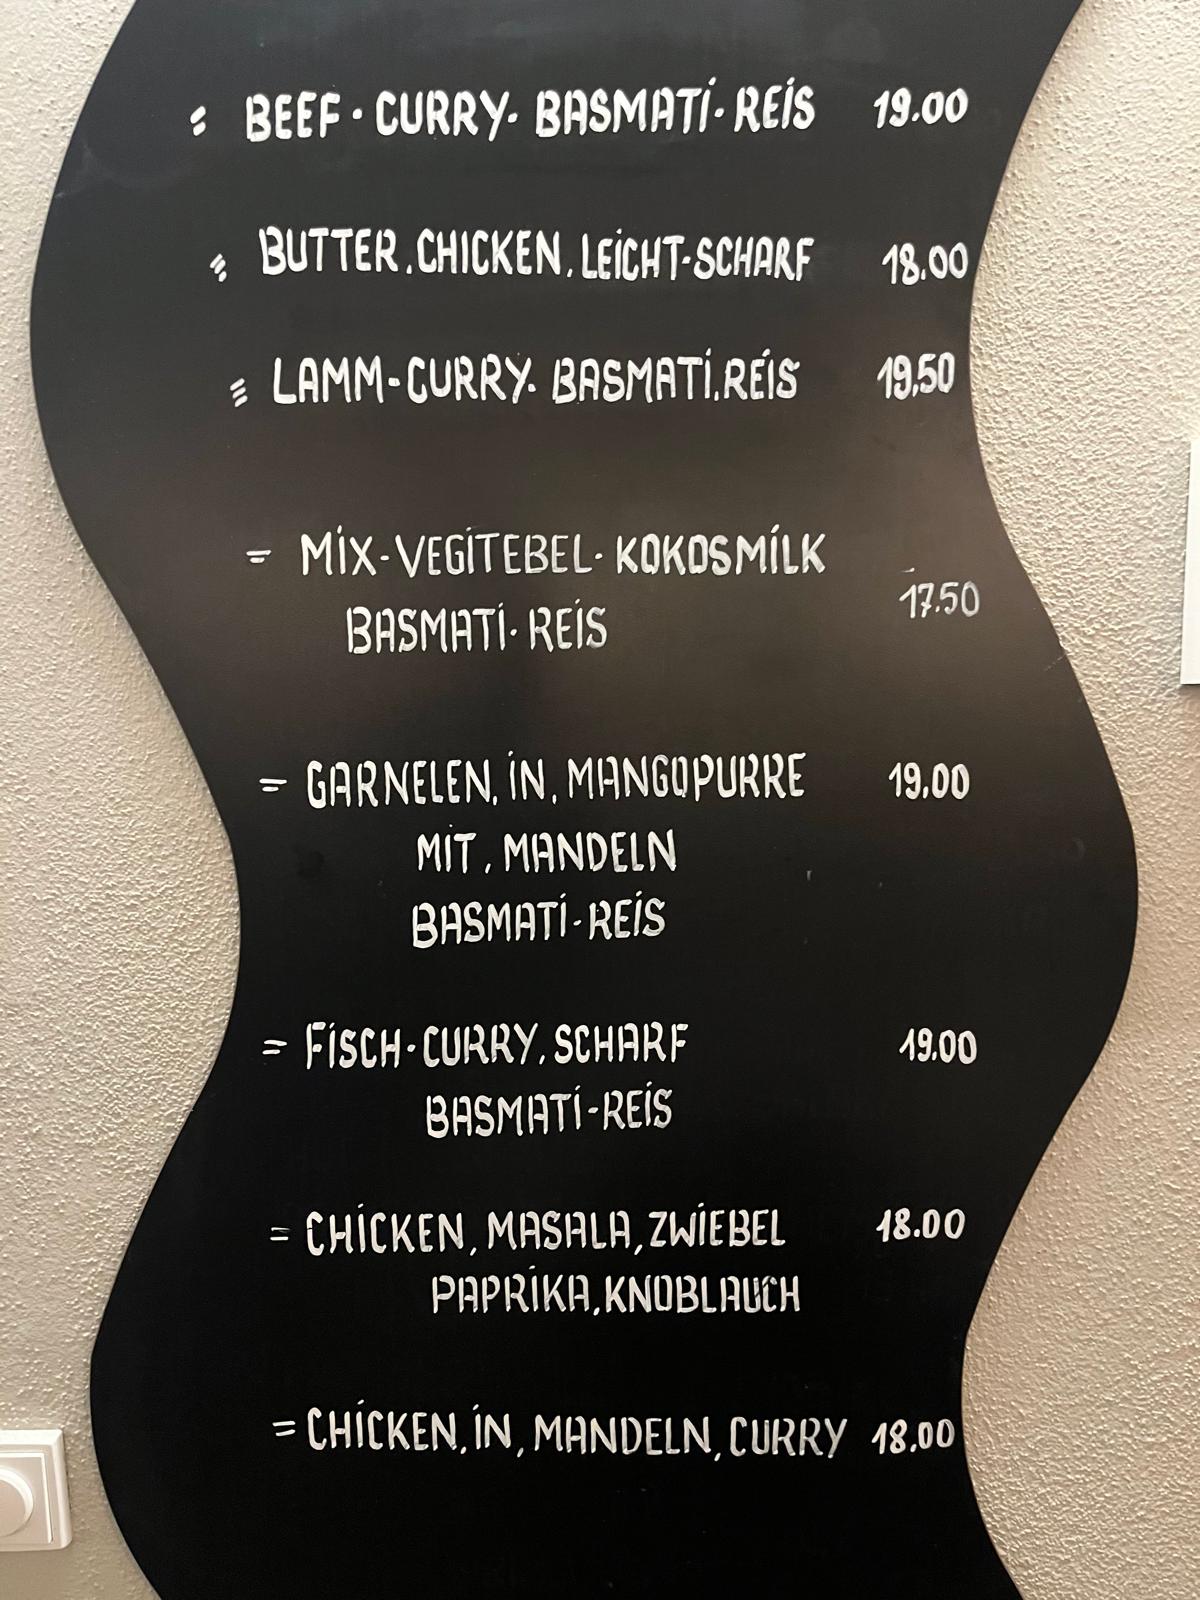 = BEEF · CURRY · BASMATI · REIS 19.00
= BUTTER . CHICKEN . LEICHT-SCHARF 18.00
≡ LAMM - CURRY · BASMATI . REIS 19.50
= MIX - VEGITEBEL · KOKOSMILK
17.50
BASMATI · REIS
= GARNELEN, IN, MANGOPURRE 19.00
MIT , MANDELN
BASMATI - REIS
= FISCH · CURRY, SCHARF 19.00
BASMATI - REIS
= CHICKEN, MASALA, ZWIEBEL 18.00
PAPRIKA, KNOBLAUCH
= CHICKEN, IN, MANDELN, CURRY 18.00